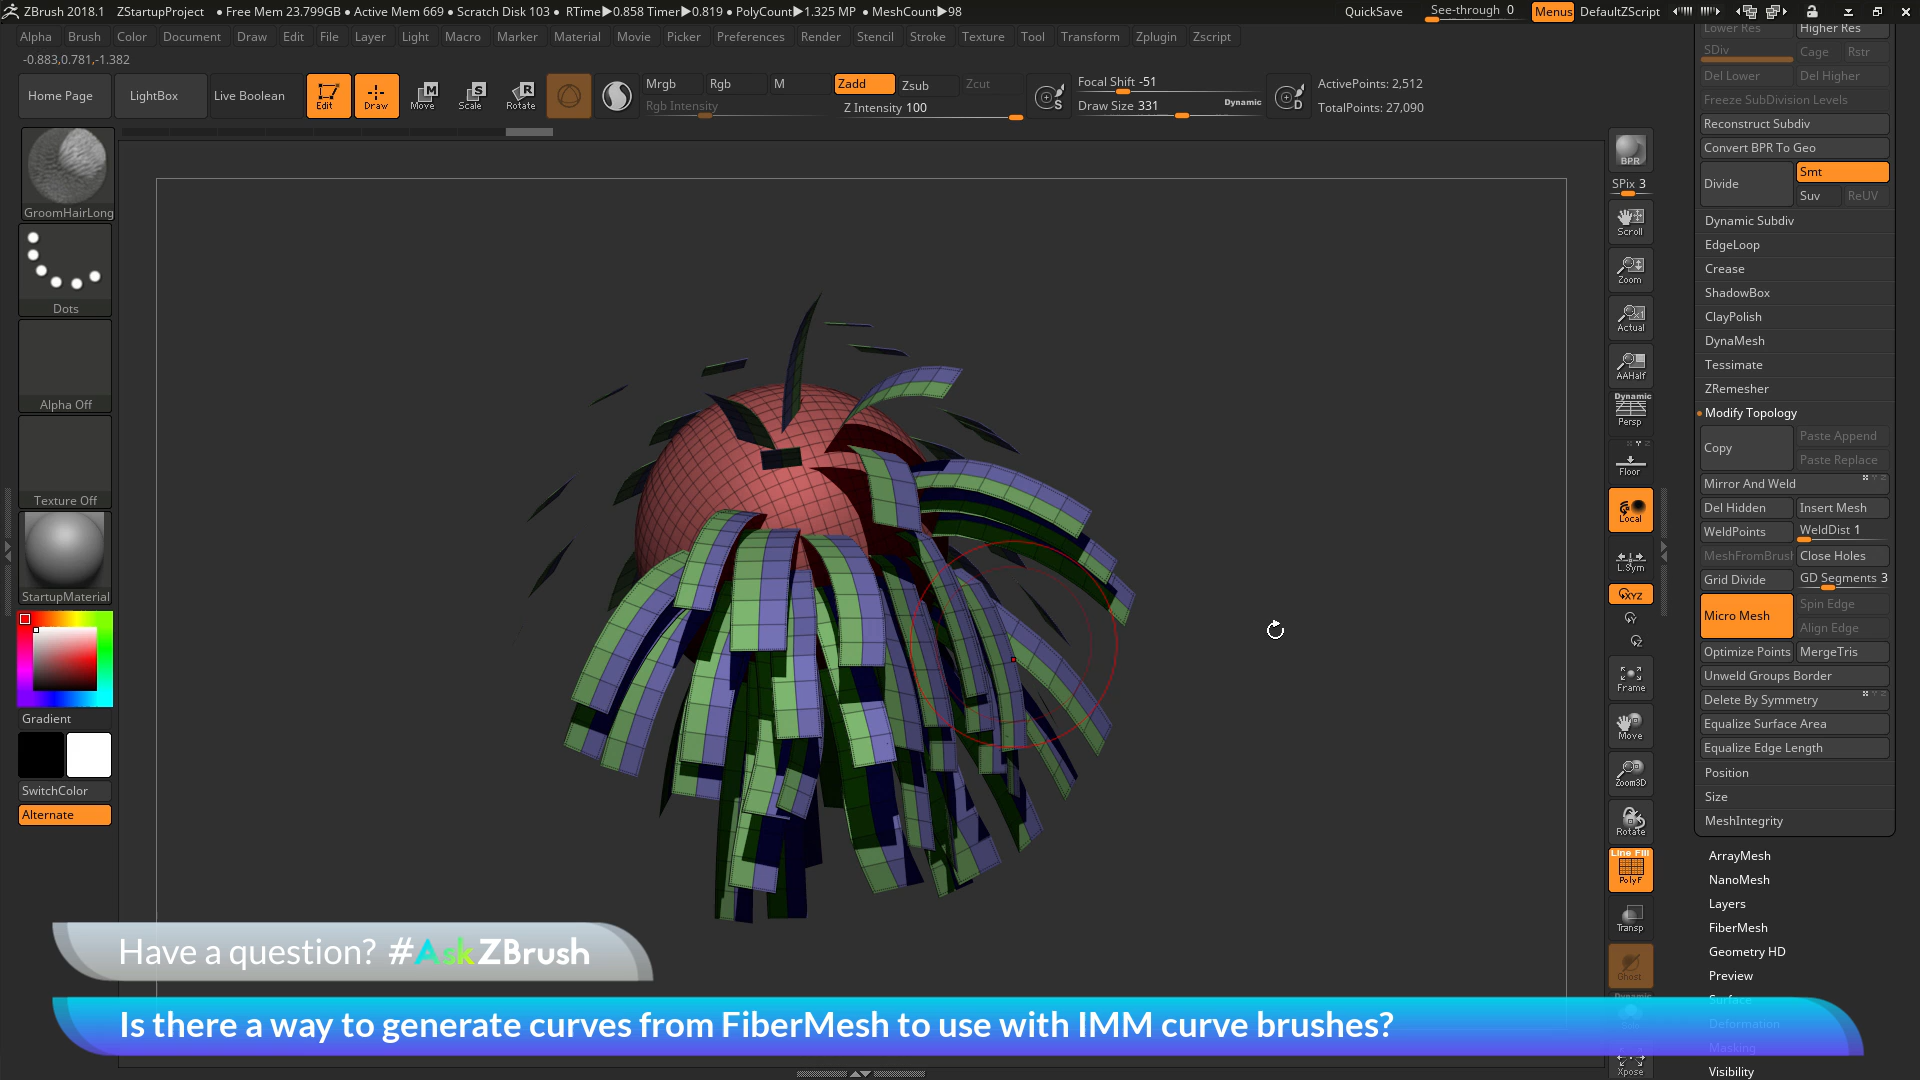 ZBrush 2018.1 ZStartupProject • Free Mem 23.799GB • Active Mem 669 • Scratch Disk 103 • RTime▶0.858 Timer▶0.819 • PolyCount▶1.325 MP • MeshCount▶98 QuickSave See-through 0 Menus DefaultZScript
Alpha Brush Color Document Draw Edit File Layer Light Macro Marker Material Movie Picker Preferences Render Stencil Stroke Texture Tool Transform Zplugin Zscript
-0.883,0.781,-1.382
Home Page LightBox Live Boolean Edit Draw Move Scale Rotate
Mrgb Rgb M Zadd Zsub Zcut
Rgb Intensity Z Intensity 100
Focal Shift -51
Draw Size 331 Dynamic
S D
ActivePoints: 2,512
TotalPoints: 27,090
GroomHairLong
Dots
Alpha Off
Texture Off
StartupMaterial
Gradient
SwitchColor
Alternate
BPR
SPix 3
Scroll
Zoom
Actual
AAHalf
Dynamic
Persp
Floor
Local
L.Sym
XYZ
Y
Z
Frame
Move
Zoom3D
Rotate
Line Fill
PolyF
Transp
Ghost
Dynamic
Xpose
Lower Res Higher Res
SDiv Cage Rstr
Del Lower Del Higher
Freeze SubDivision Levels
Reconstruct Subdiv
Convert BPR To Geo
Divide Smt
Suv ReUV
Dynamic Subdiv
EdgeLoop
Crease
ShadowBox
ClayPolish
DynaMesh
Tessimate
ZRemesher
Modify Topology
Copy Paste Append
Paste Replace
Mirror And Weld
Del Hidden Insert Mesh
WeldPoints WeldDist 1
MeshFromBrush Close Holes
Grid Divide GD Segments 3
Micro Mesh Spin Edge
Align Edge
Optimize Points MergeTris
Unweld Groups Border
Delete By Symmetry
Equalize Surface Area
Equalize Edge Length
Position
Size
MeshIntegrity
ArrayMesh
NanoMesh
Layers
FiberMesh
Geometry HD
Preview
Surface
Deformation
Masking
Visibility
Have a question? #AskZBrush
Is there a way to generate curves from FiberMesh to use with IMM curve brushes?